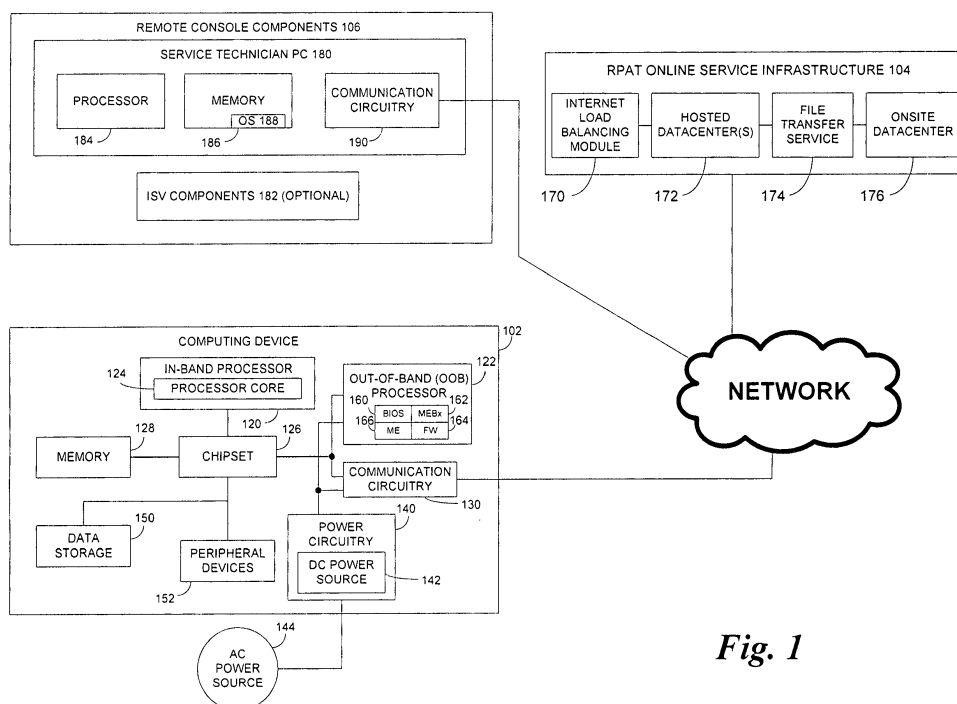 REMOTE CONSOLE COMPONENTS 106
SERVICE TECHNICIAN PC 180
PROCESSOR
184
MEMORY
OS 188
186
COMMUNICATION
CIRCUITRY
190
ISV COMPONENTS 182 (OPTIONAL)
RPAT ONLINE SERVICE INFRASTRUCTURE 104
INTERNET
LOAD
BALANCING
MODULE
170
HOSTED
DATACENTER(S)
172
FILE
TRANSFER
SERVICE
174
ONSITE
DATACENTER
176
COMPUTING DEVICE
102
IN-BAND PROCESSOR
124
PROCESSOR CORE
120
OUT-OF-BAND (OOB)
PROCESSOR
122
160
BIOS
MEBx
162
166
ME
FW
164
128
MEMORY
126
CHIPSET
COMMUNICATION
CIRCUITRY
130
150
DATA
STORAGE
PERIPHERAL
DEVICES
152
140
POWER
CIRCUITRY
DC POWER
SOURCE
142
144
AC
POWER
SOURCE
NETWORK
Fig. 1